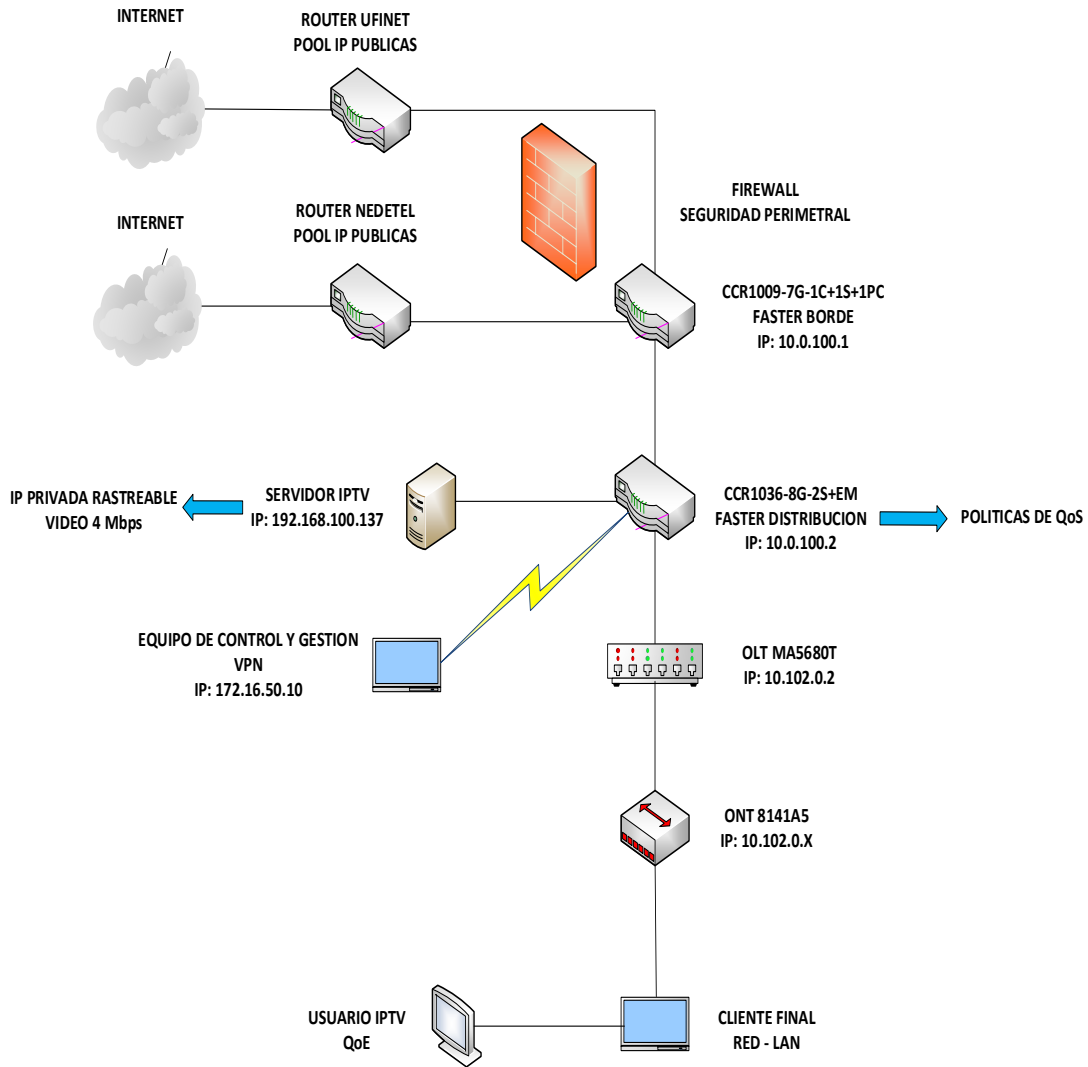 INTERNET
ROUTER UFINET
POOL IP PUBLICAS
FIREWALL
SEGURIDAD PERIMETRAL
INTERNET
ROUTER NEDETEL
POOL IP PUBLICAS
CCR1009-7G-1C+1S+1PC
FASTER BORDE
IP: 10.0.100.1
IP PRIVADA RASTREABLE
VIDEO 4 Mbps
SERVIDOR IPTV
IP: 192.168.100.137
CCR1036-8G-2S+EM
FASTER DISTRIBUCION
IP: 10.0.100.2
POLITICAS DE QoS
EQUIPO DE CONTROL Y GESTION
VPN
IP: 172.16.50.10
OLT MA5680T
IP: 10.102.0.2
ONT 8141A5
IP: 10.102.0.X
USUARIO IPTV
QoE
CLIENTE FINAL
RED - LAN